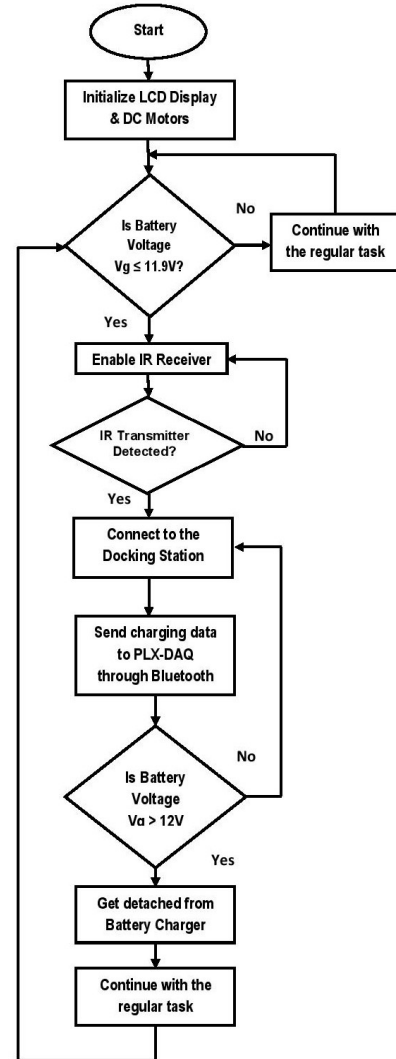 Start
Initialize LCD Display
& DC Motors
Is Battery
Voltage
Vg ≤ 11.9V?
No
Continue with
the regular task
Yes
Enable IR Receiver
IR Transmitter
Detected?
No
Yes
Connect to the
Docking Station
Send charging data
to PLX-DAQ
through Bluetooth
No
Is Battery
Voltage
Vg > 12V
Yes
Get detached from
Battery Charger
Continue with the
regular task